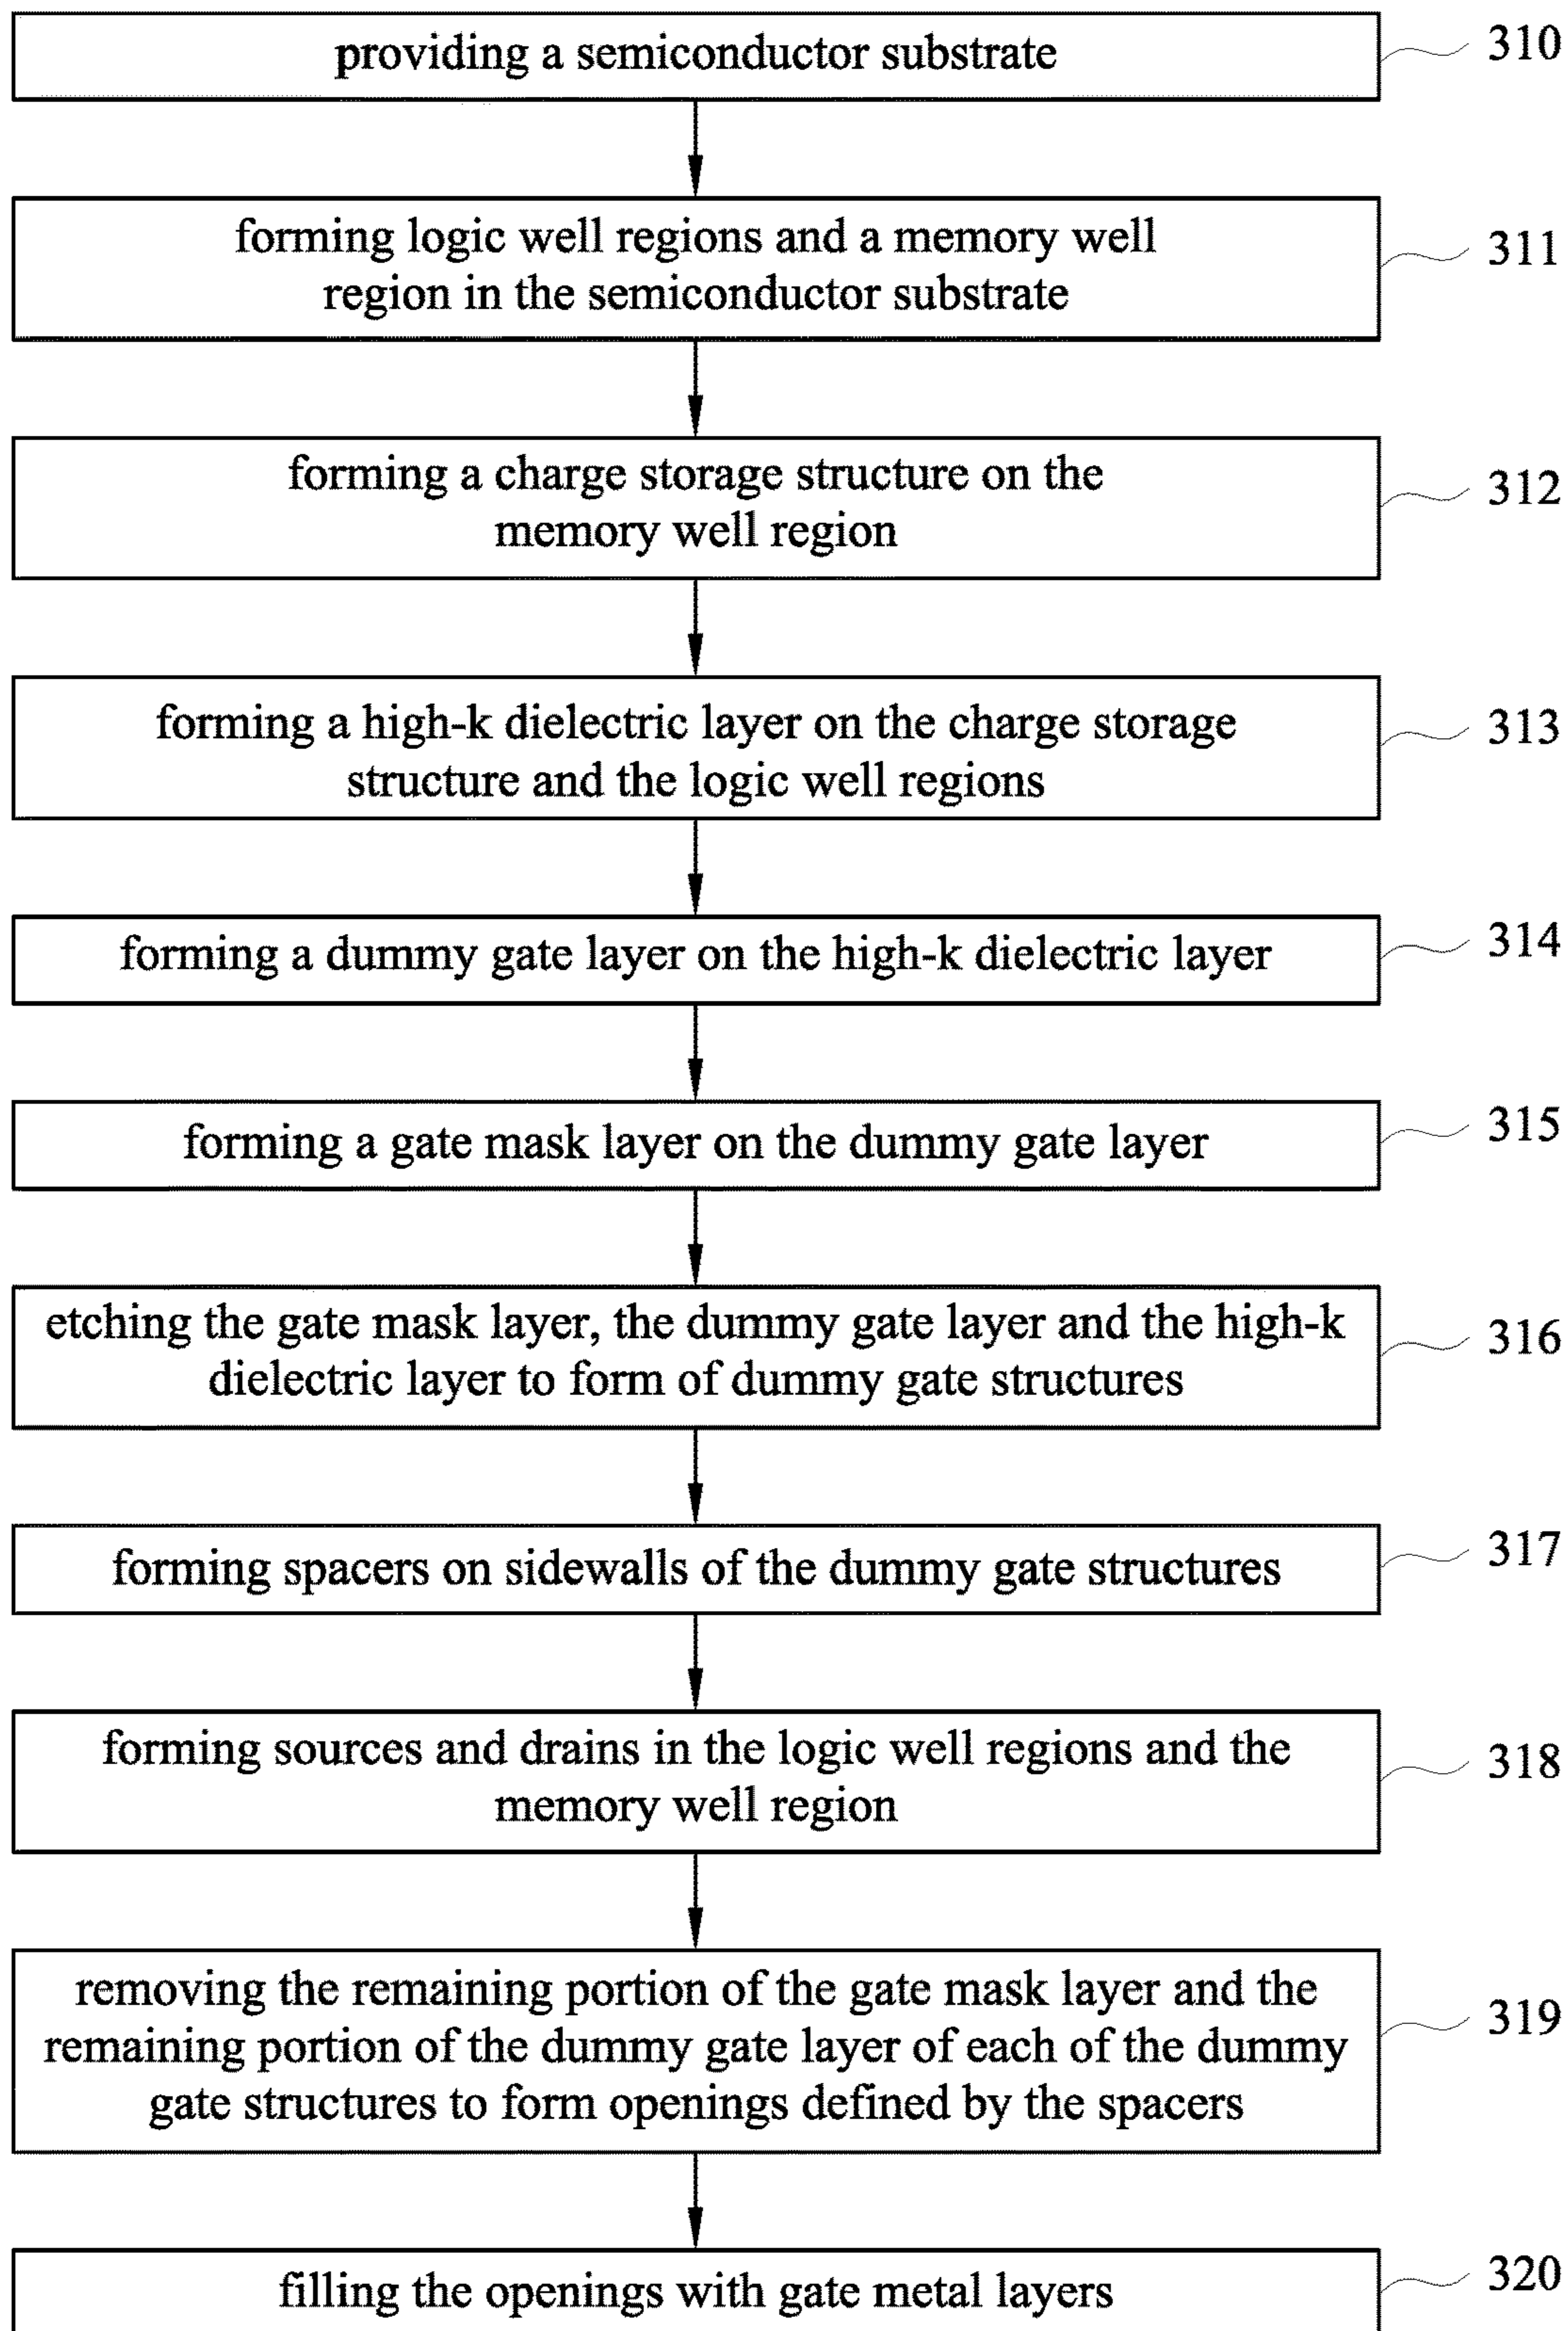 providing a semiconductor substrate
310
forming logic well regions and a memory well
region in the semiconductor substrate
311
forming a charge storage structure on the
memory well region
312
forming a high-k dielectric layer on the charge storage
structure and the logic well regions
313
forming a dummy gate layer on the high-k dielectric layer
314
forming a gate mask layer on the dummy gate layer
315
etching the gate mask layer, the dummy gate layer and the high-k
dielectric layer to form of dummy gate structures
316
forming spacers on sidewalls of the dummy gate structures
317
forming sources and drains in the logic well regions and the
memory well region
318
removing the remaining portion of the gate mask layer and the
remaining portion of the dummy gate layer of each of the dummy
gate structures to form openings defined by the spacers
319
filling the openings with gate metal layers
320